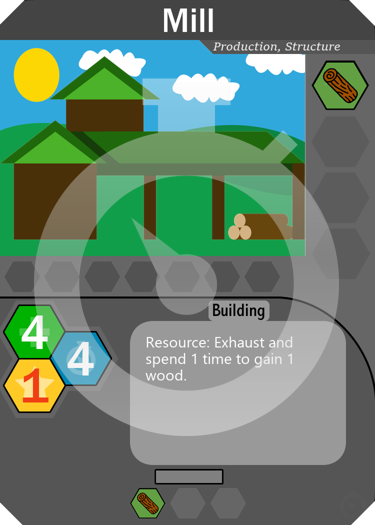 Mill
Production, Structure
Building
4
4
1
Resource: Exhaust and
spend 1 time to gain 1
wood.